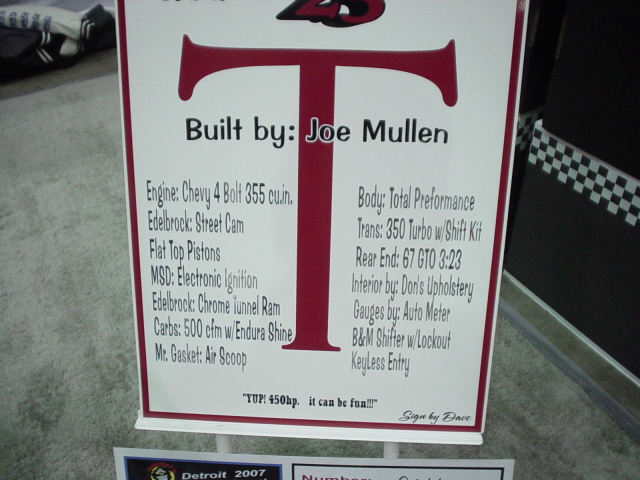 23
T
Built by: Joe Mullen
Engine: Chevy 4 Bolt 355 cu.in.
Edelbrock: Street Cam
Flat Top Pistons
MSD: Electronic Ignition
Edelbrock: Chrome Tunnel Ram
Carbs: 500 cfm w/Endura Shine
Mr. Gasket: Air Scoop
Body: Total Preformance
Trans: 350 Turbo w/Shift Kit
Rear End: 67 GTO 3:23
Interior by: Don's Upholstery
Gauges by: Auto Meter
B&M Shifter w/Lockout
KeyLess Entry
"YUP! 450hp. it can be fun!!!"
Sign by Dave
Detroit 2007